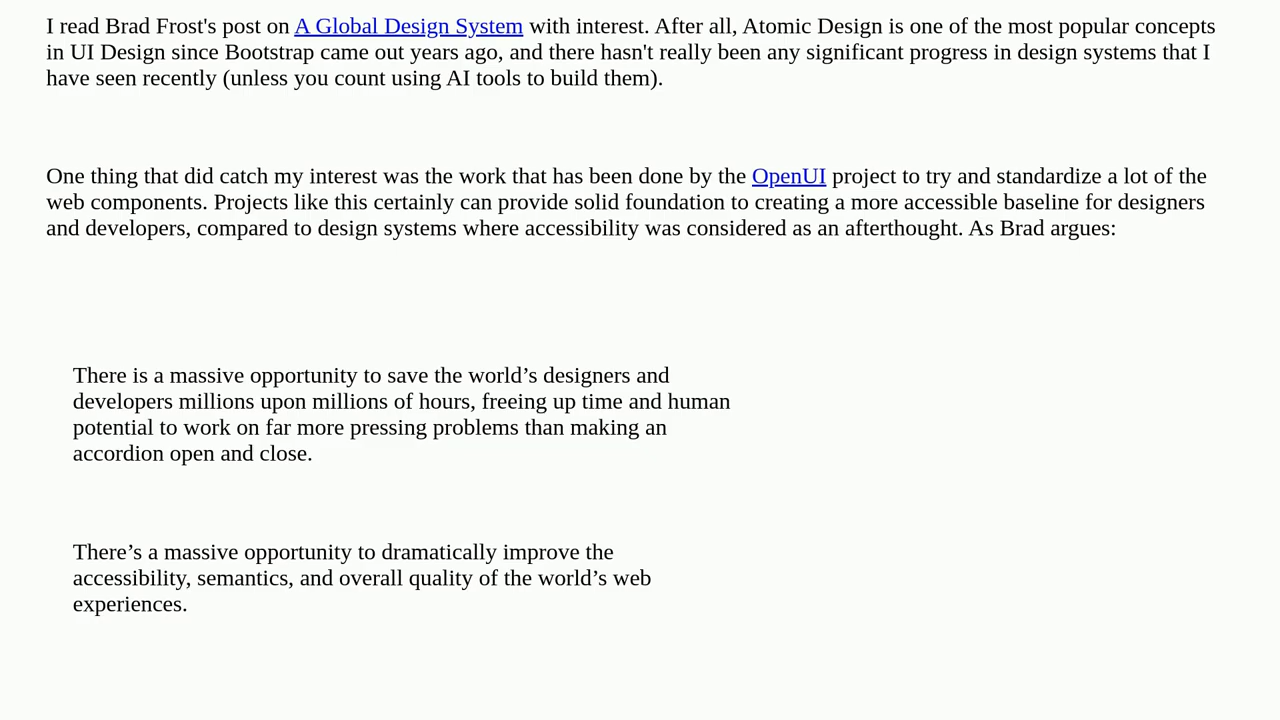 I read Brad Frost's post on A Global Design System with interest. After all, Atomic Design is one of the most popular concepts
in UI Design since Bootstrap came out years ago, and there hasn't really been any significant progress in design systems that I
have seen recently (unless you count using AI tools to build them).
One thing that did catch my interest was the work that has been done by the OpenUI project to try and standardize a lot of the
web components. Projects like this certainly can provide solid foundation to creating a more accessible baseline for designers
and developers, compared to design systems where accessibility was considered as an afterthought. As Brad argues:
There is a massive opportunity to save the world’s designers and
developers millions upon millions of hours, freeing up time and human
potential to work on far more pressing problems than making an
accordion open and close.
There’s a massive opportunity to dramatically improve the
accessibility, semantics, and overall quality of the world’s web
experiences.